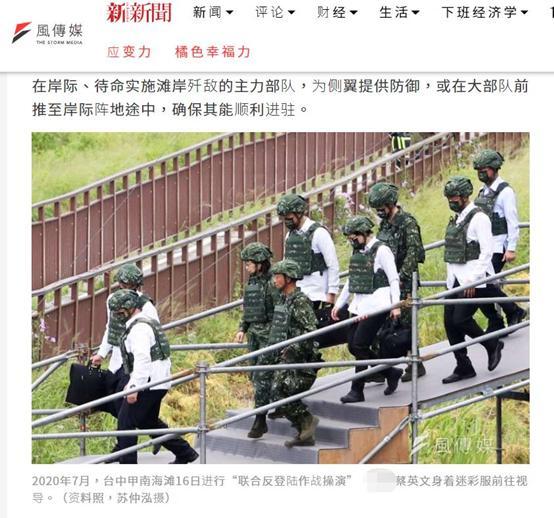 風傳媒
THE STORM MEDIA
新新聞
新闻
评论
财经
生活
下班经济学
应变力
橘色幸福力
在岸际、待命实施滩岸歼敌的主力部队，为侧翼提供防御，或在大部队前
推至岸际阵地途中，确保其能顺利进驻。
風傳媒
2020年7月，台中甲南海滩16日进行“联合反登陆作战操演” 蔡英文身着迷彩服前往视
导。（资料照，苏仲泓摄）